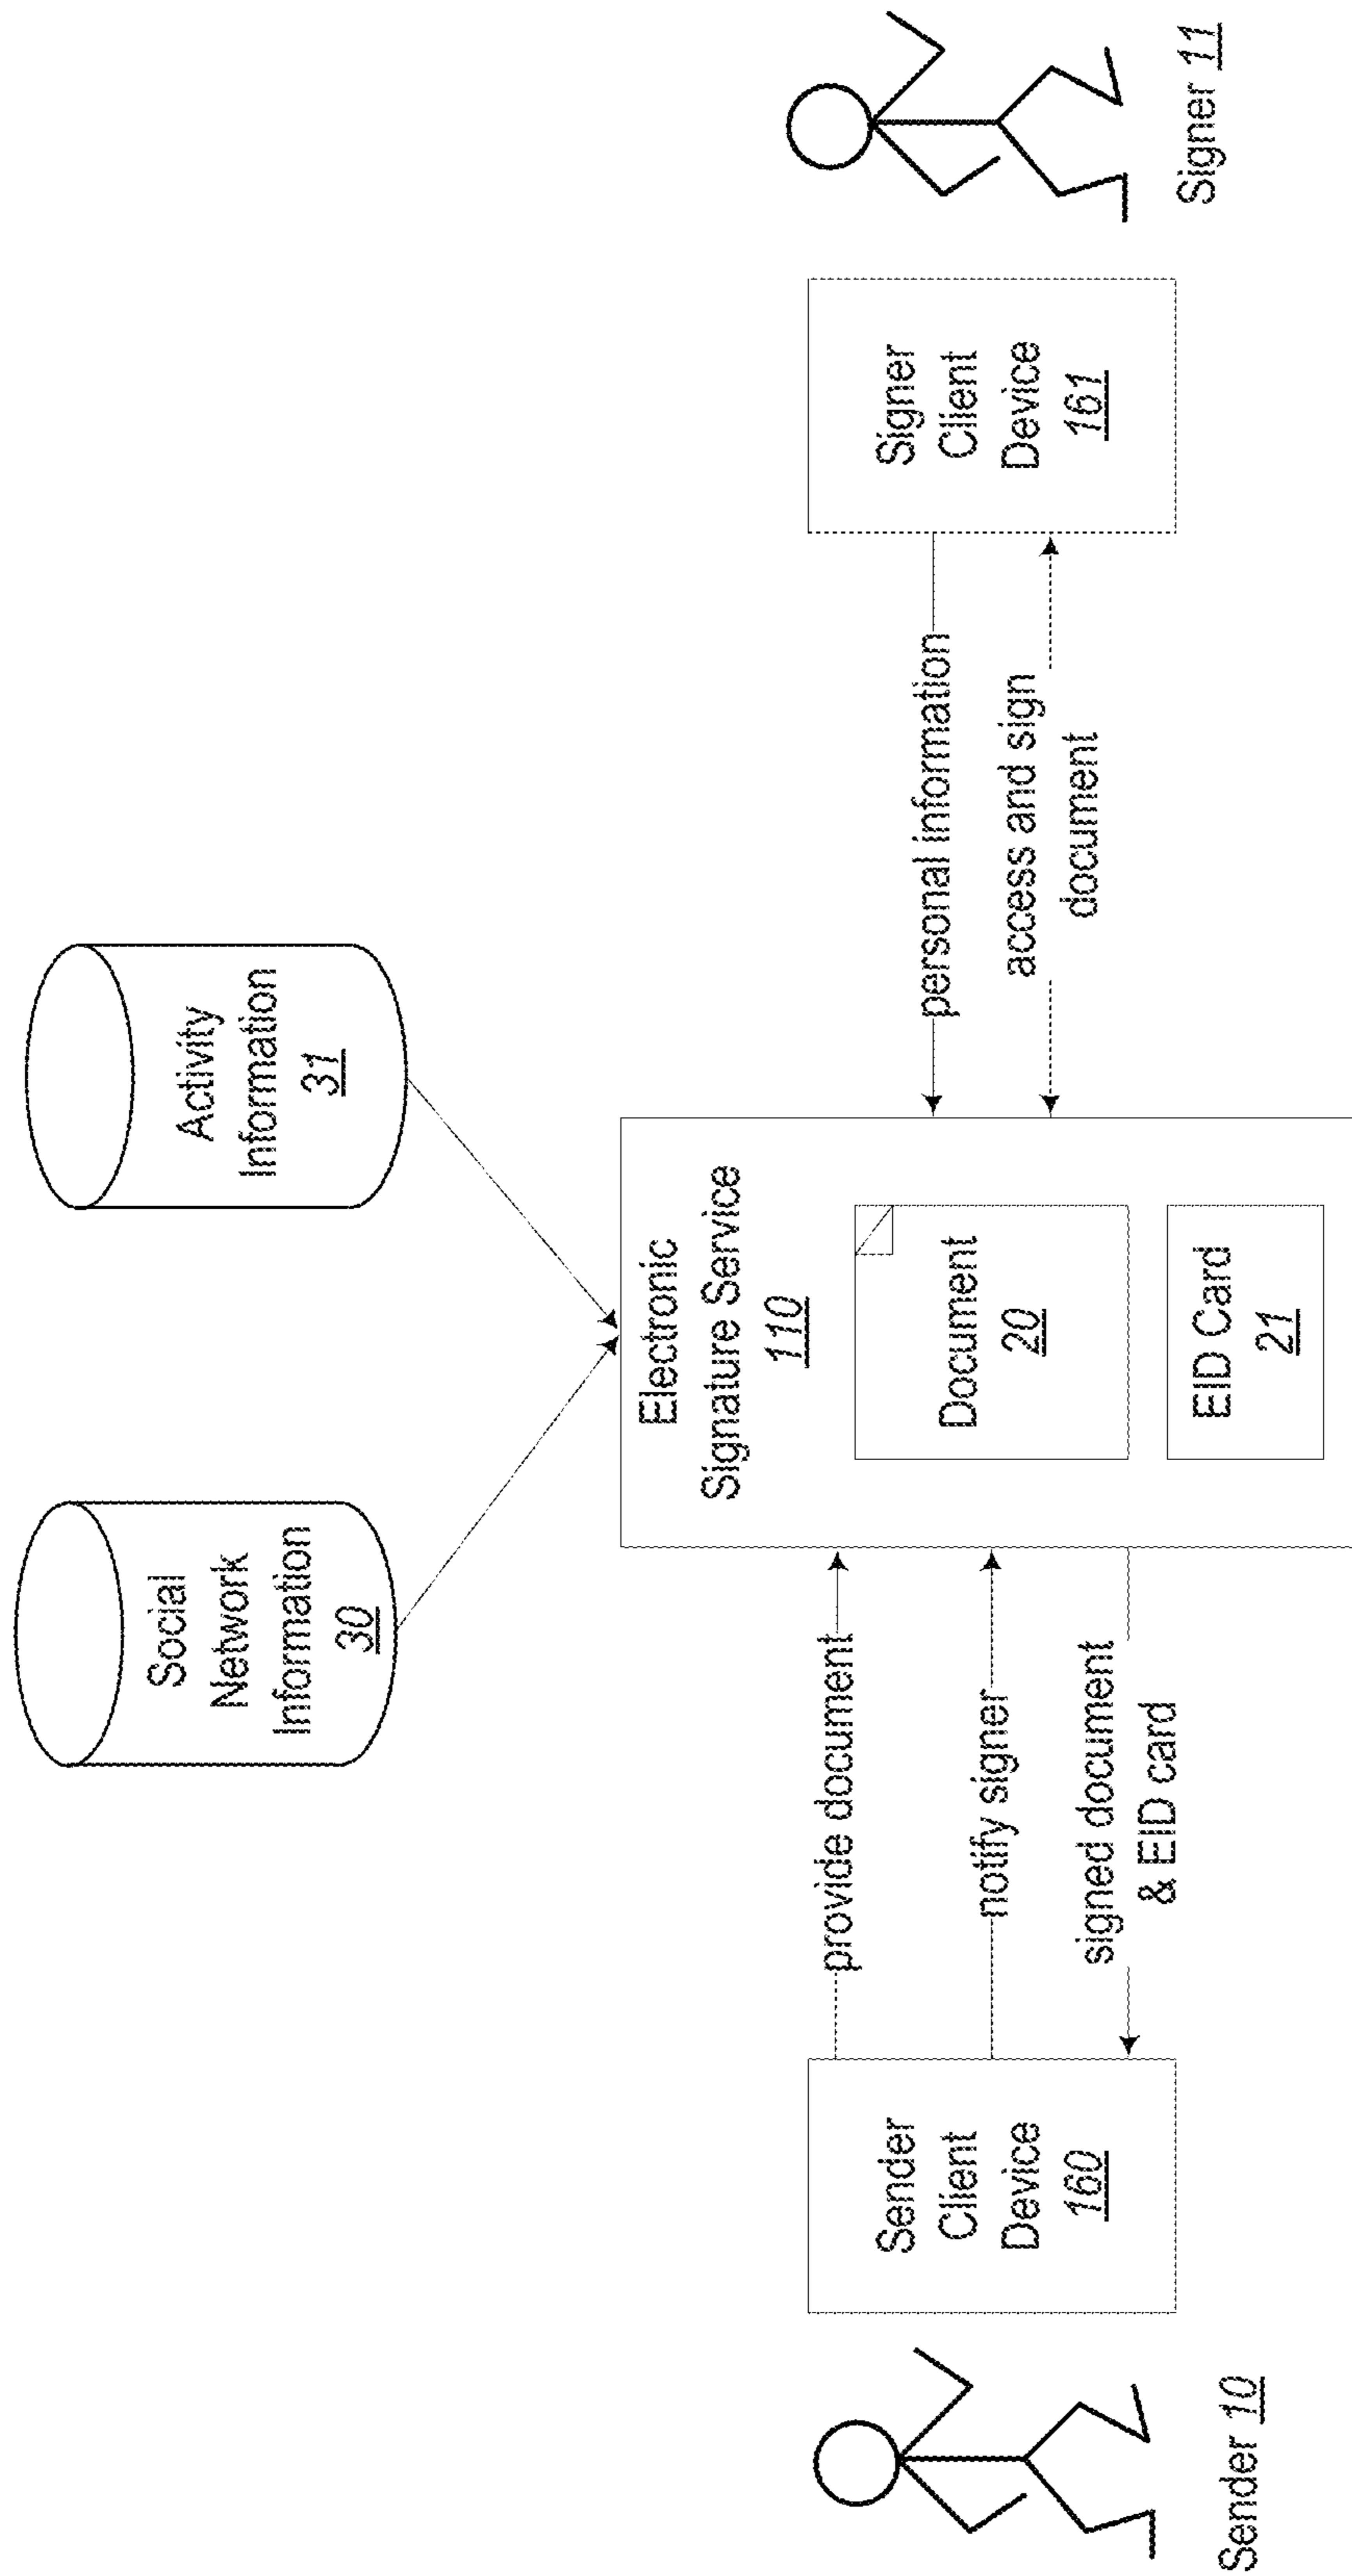 Social
Network
Information
30
Activity
Information
31
Electronic
Signature Service
110
Document
20
EID Card
21
provide document
notify signer
signed document
& EID card
personal information
access and sign
document
Sender
Client
Device
160
Signer
Client
Device
161
Sender 10
Signer 11